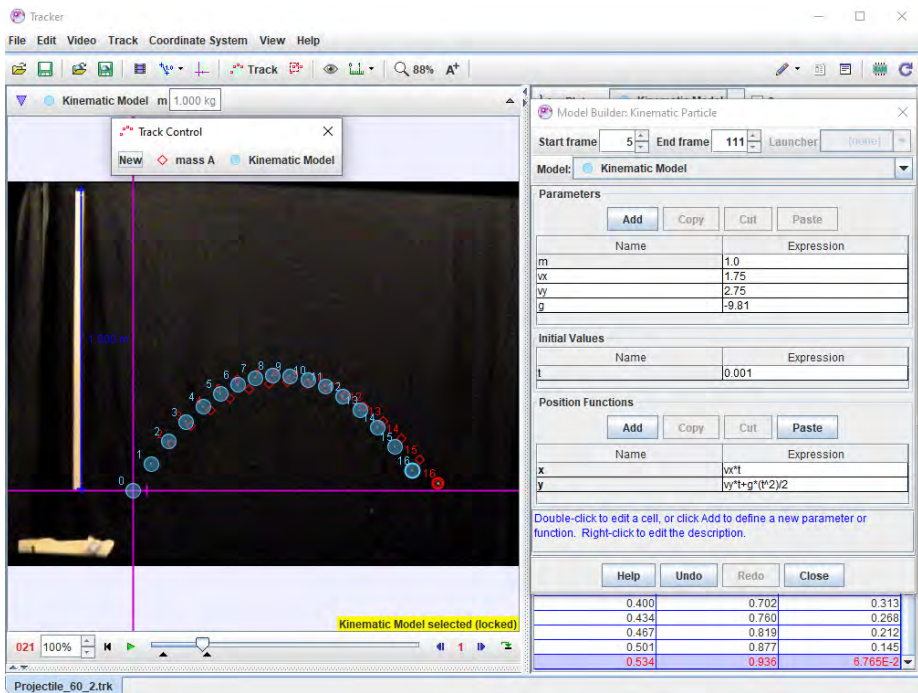 Tracker
File Edit Video Track Coordinate System View Help
Track 88% A+
Kinematic Model m 1.000 kg
Track Control
New mass A Kinematic Model
1.000 m
0 1 2 3 4 5 6 7 8 9 10 11 12 13 14 15 16
12 13 14 15 16
Kinematic Model selected (locked)
021 100% 1
Projectile_60_2.trk
Model Builder: Kinematic Particle
Start frame 5 End frame 111 Launcher (none)
Model: Kinematic Model
Parameters
Add Copy Cut Paste
Name Expression
m 1.0
vx 1.75
vy 2.75
g -9.81
Initial Values
Name Expression
t 0.001
Position Functions
Add Copy Cut Paste
Name Expression
x vx*t
y vy*t+g*(t^2)/2
Double-click to edit a cell, or click Add to define a new parameter or
function. Right-click to edit the description.
Help Undo Redo Close
0.400 0.702 0.313
0.434 0.760 0.268
0.467 0.819 0.212
0.501 0.877 0.145
0.534 0.936 6.765E-2